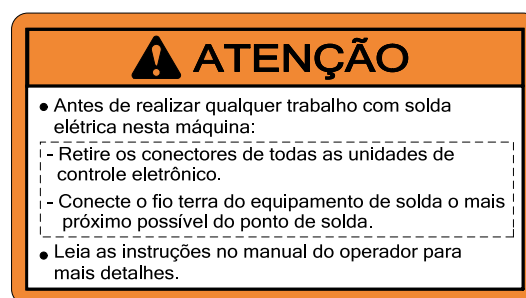 ATENÇÃO
• Antes de realizar qualquer trabalho com solda
elétrica nesta máquina:
- Retire os conectores de todas as unidades de
controle eletrônico.
- Conecte o fio terra do equipamento de solda o mais
próximo possível do ponto de solda.
• Leia as instruções no manual do operador para
mais detalhes.